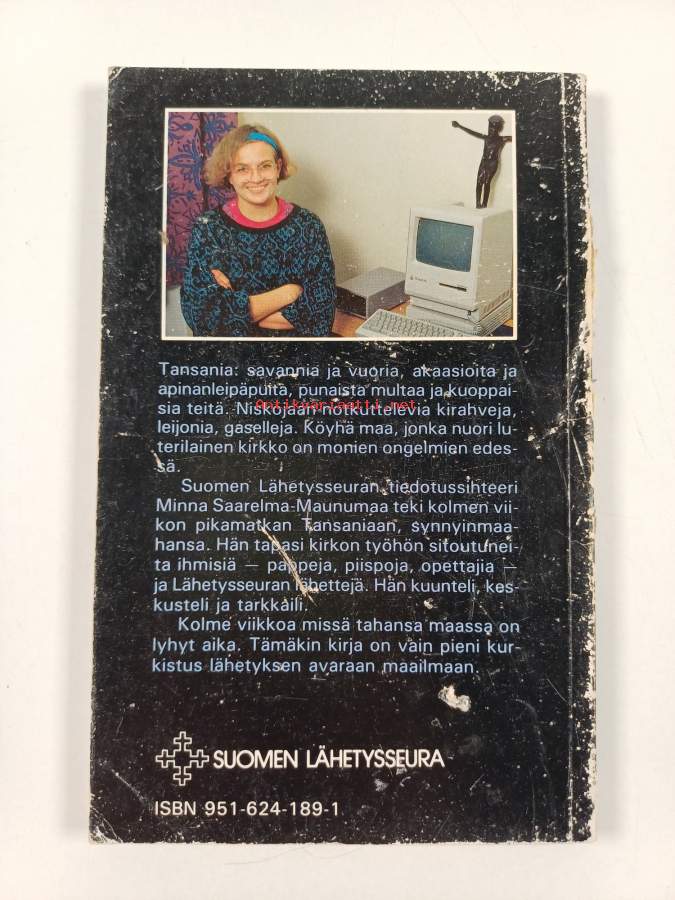 Tansania: savannia ja vuoria, akaasioita ja
apinanleipäpuita, punaista multaa ja kuoppai-
sia teitä. Niskojaan notkuttelevia kirahveja,
antikvariaatti.net
leijonia, gaselleja. Köyhä maa, jonka nuori lu-
terilainen kirkko on monien ongelmien edes-
sä.
Suomen Lähetysseuran tiedotussihteeri
Minna Saarelma-Maunumaa teki kolmen vii-
kon pikamatkan Tansaniaan, synnyinmaa-
hansa. Hän tapasi kirkon työhön sitoutunei-
ta ihmisiä — pappeja, piispoja, opettajia —
ja Lähetysseuran lähettejä. Hän kuunteli, kes-
kusteli ja tarkkaili.
Kolme viikkoa missä tahansa maassa on
lyhyt aika. Tämäkin kirja on vain pieni kur-
kistus lähetyksen avaraan maailmaan.
SUOMEN LÄHETYSSEURA
ISBN 951-624-189-1